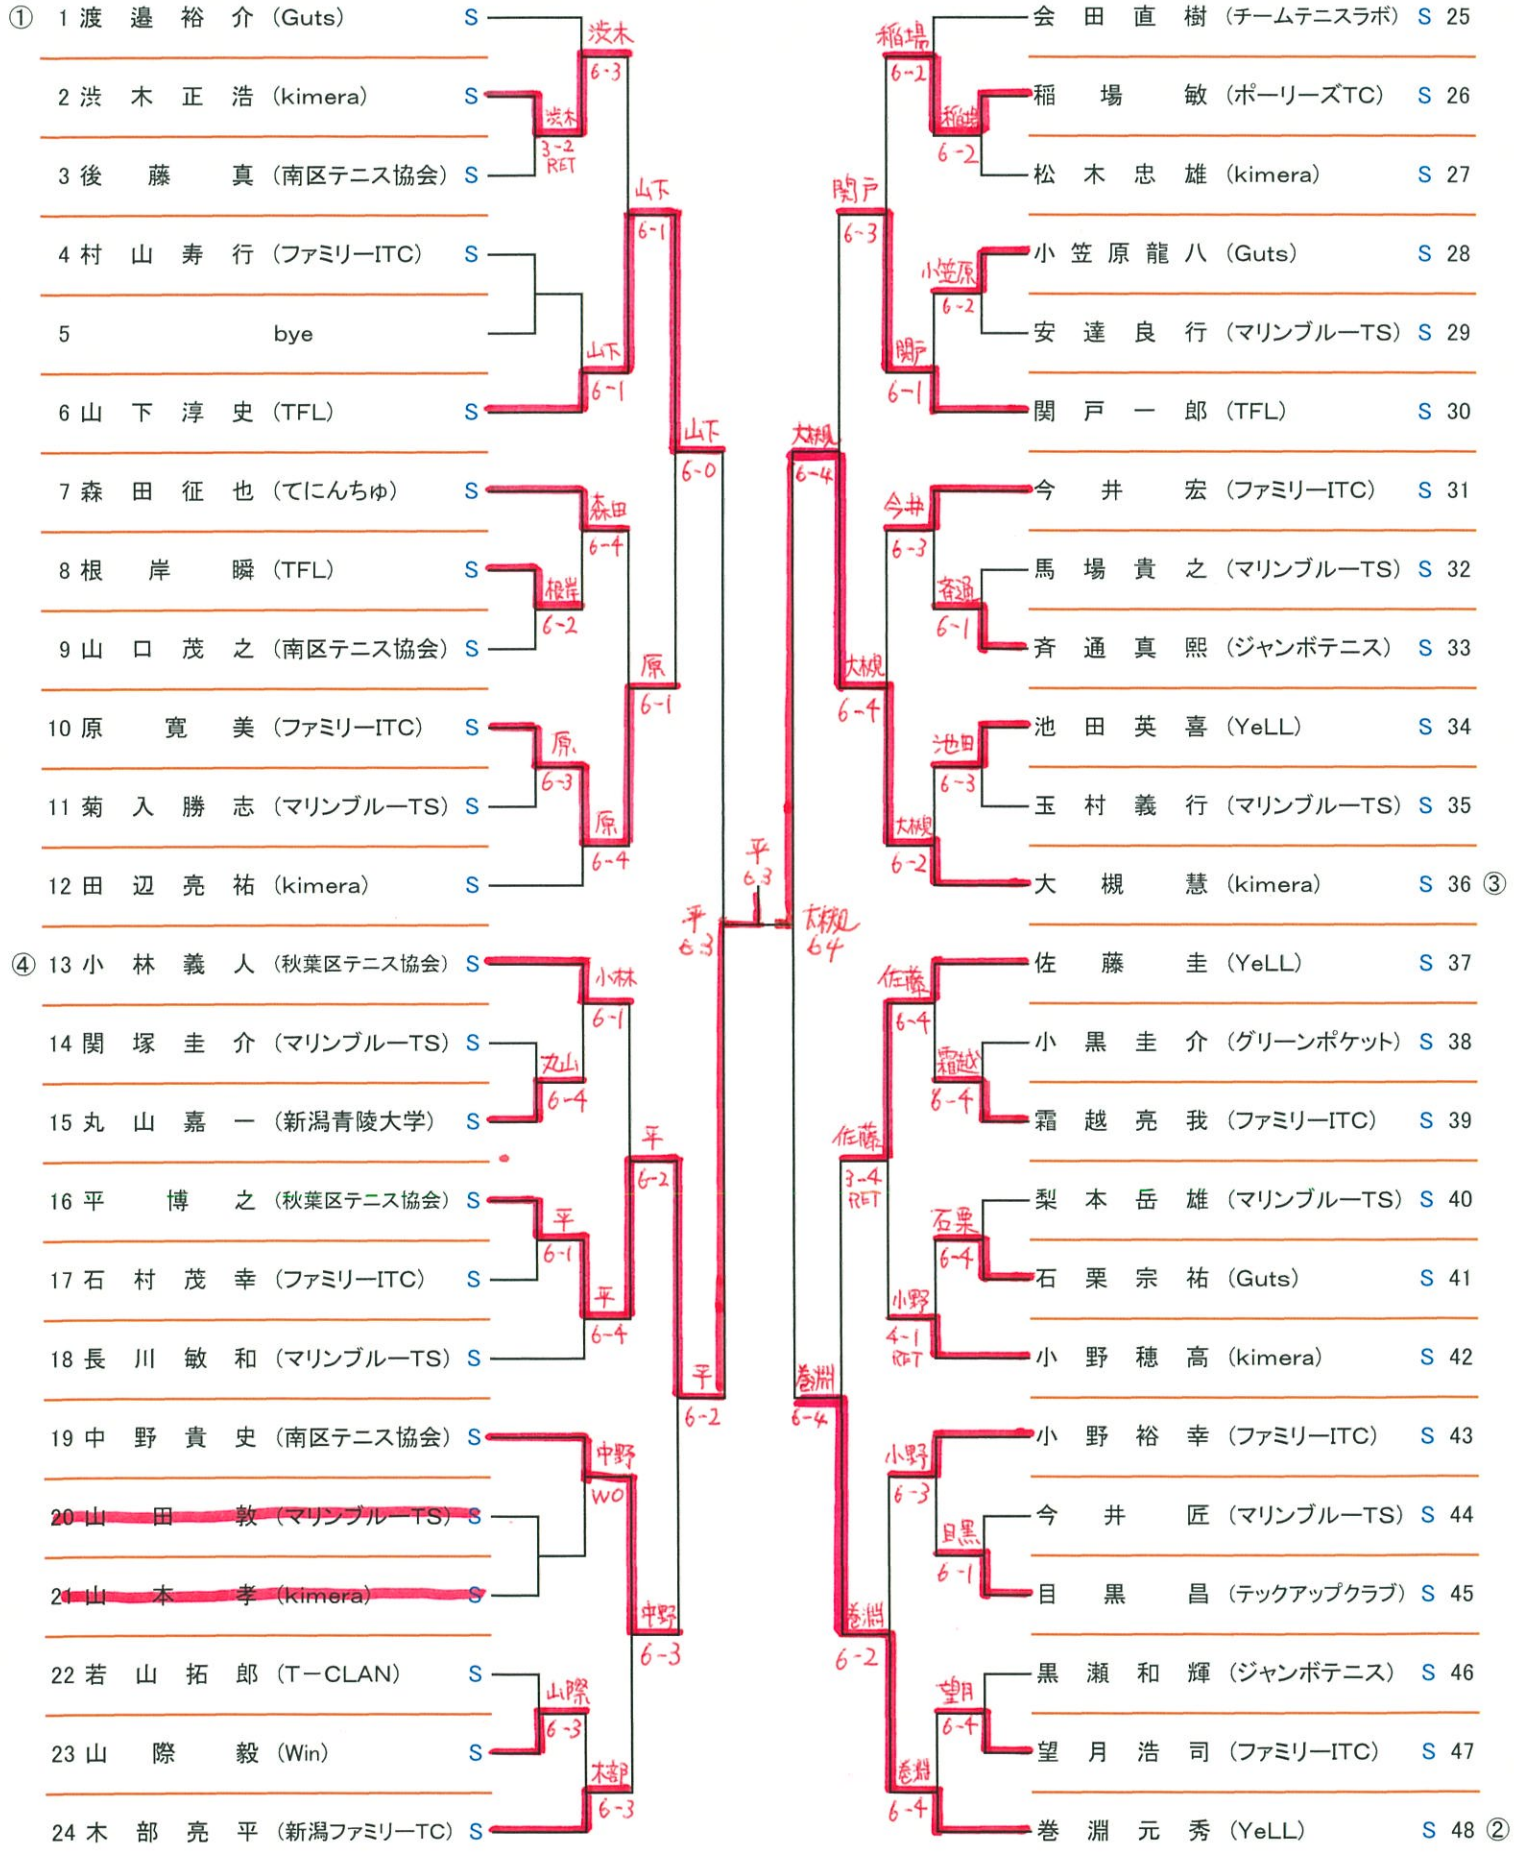 ① 1 渡邉裕介 (Guts) S
渋木
6-3
2 渋木正浩 (kimera) S
渋木
3-2
RET
3 後藤真 (南区テニス協会) S
山下
6-1
4 村山寿行 (ファミリーITC) S
5 bye
山下
6-1
6 山下淳史 (TFL) S
山下
6-0
7 森田征也 (てにんちゅ) S
森田
6-4
8 根岸瞬 (TFL) S
根岸
6-2
9 山口茂之 (南区テニス協会) S
原
6-1
10 原寛美 (ファミリーITC) S
原
6-3
11 菊入勝志 (マリンブルーTS) S
原
6-4
12 田辺亮祐 (kimera) S
平
6 3
④ 13 小林義人 (秋葉区テニス協会) S
小林
6-1
14 関塚圭介 (マリンブルーTS) S
丸山
6-4
15 丸山嘉一 (新潟青陵大学) S
平
6-2
16 平博之 (秋葉区テニス協会) S
平
6-1
17 石村茂幸 (ファミリーITC) S
平
6-4
18 長川敏和 (マリンブルーTS) S
平
6-2
19 中野貴史 (南区テニス協会) S
中野
WO
20 山田敦 (マリンブルーTS) S
21 山本孝 (kimera) S
中野
6-3
22 若山拓郎 (T-CLAN) S
山際
6-3
23 山際毅 (Win) S
木部
6-3
24 木部亮平 (新潟ファミリーTC) S
平
6 3
会田直樹 (チームテニスラボ) S 25
稲場
6-2
稲場敏 (ポーリーズTC) S 26
稲場
6-2
松木忠雄 (kimera) S 27
関戸
6-3
小笠原龍八 (Guts) S 28
小笠原
6-2
安達良行 (マリンブルーTS) S 29
関戸
6-1
関戸一郎 (TFL) S 30
大槻
6-4
今井宏 (ファミリーITC) S 31
今井
6-3
馬場貴之 (マリンブルーTS) S 32
斉通
6-1
斉通真熙 (ジャンボテニス) S 33
大槻
6-4
池田英喜 (YeLL) S 34
池田
6-3
玉村義行 (マリンブルーTS) S 35
大槻
6-2
大槻慧 (kimera) S 36 ③
大槻
6 4
佐藤圭 (YeLL) S 37
佐藤
6-4
小黒圭介 (グリーンポケット) S 38
霜越
6-4
霜越亮我 (ファミリーITC) S 39
佐藤
3-4
RET
梨本岳雄 (マリンブルーTS) S 40
石栗
6-4
石栗宗祐 (Guts) S 41
小野
4-1
RET
小野穂高 (kimera) S 42
巻淵
6-4
小野裕幸 (ファミリーITC) S 43
小野
6-3
今井匠 (マリンブルーTS) S 44
目黒
6-1
目黒昌 (テックアップクラブ) S 45
巻淵
6-2
黒瀬和輝 (ジャンボテニス) S 46
望月
6-4
望月浩司 (ファミリーITC) S 47
巻淵
6-4
巻淵元秀 (YeLL) S 48 ②